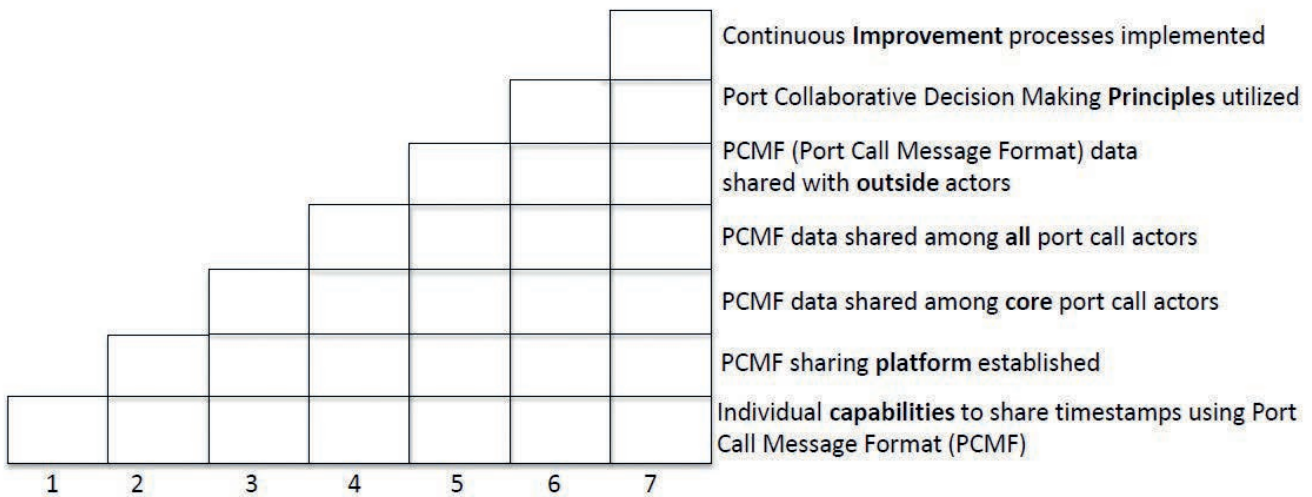 Continuous Improvement processes implemented
Port Collaborative Decision Making Principles utilized
PCMF (Port Call Message Format) data
shared with outside actors
PCMF data shared among all port call actors
PCMF data shared among core port call actors
PCMF sharing platform established
Individual capabilities to share timestamps using Port
Call Message Format (PCMF)
1 2 3 4 5 6 7